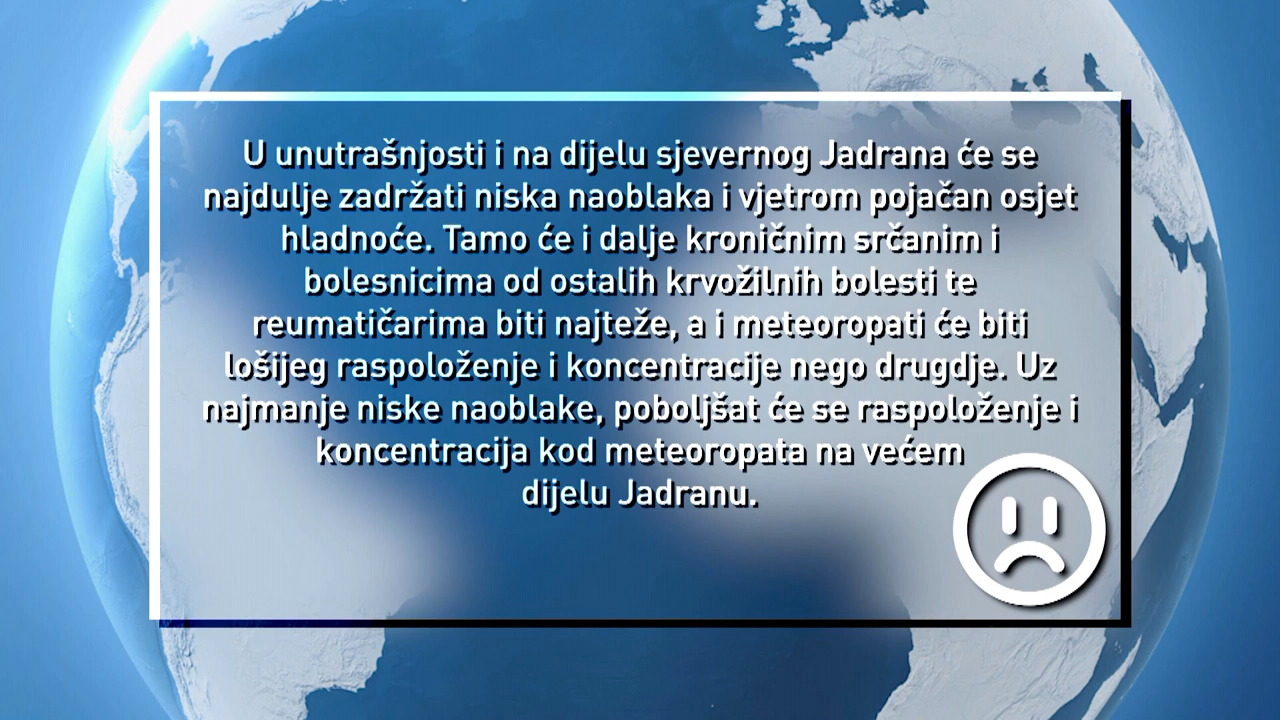 U unutrašnjosti i na dijelu sjevernog Jadrana će se
najdulje zadržati niska naoblaka i vjetrom pojačan osjet
hladnoće. Tamo će i dalje kroničnim srčanim i
bolesnicima od ostalih krvožilnih bolesti te
reumatičarima biti najteže, a i meteoropati će biti
lošijeg raspoloženje i koncentracije nego drugdje. Uz
najmanje niske naoblake, poboljšat će se raspoloženje i
koncentracija kod meteoropata na većem
dijelu Jadranu.